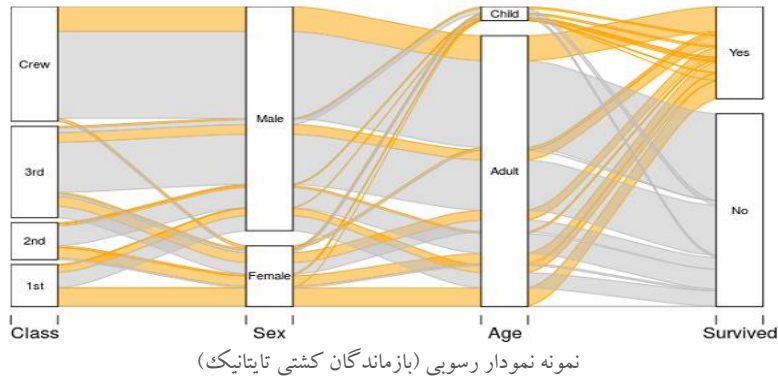 Crew
3rd
2nd
1st
Male
Female
Child
Adult
Yes
No
Class
Sex
Age
Survived
نمونه نمودار رسوبی (بازماندگان کشتی تایتانیک)